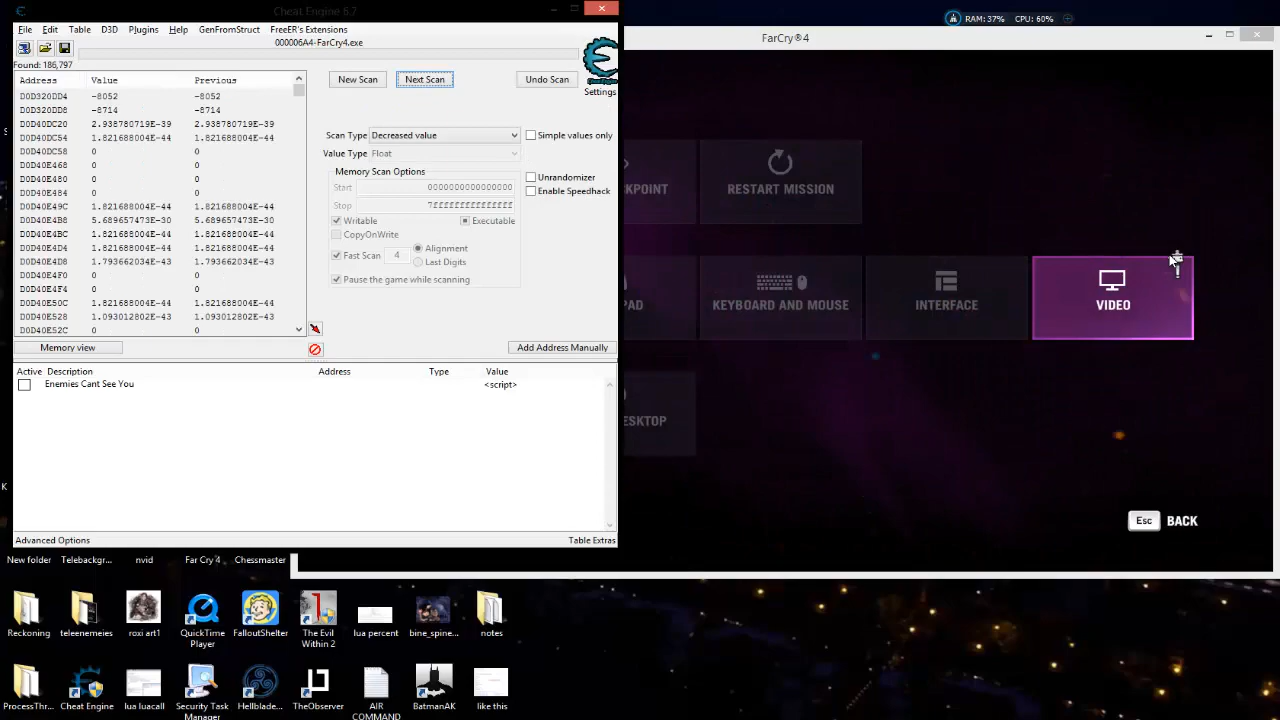 Cheat Engine 6.7
File Edit Table D3D Plugins Help GenFromStruct FreeER's Extensions
000006A4-FarCry4.exe
Found: 186,797
Address Value Previous
D0D320DD4 -8052 -8052
D0D320DD8 -8714 -8714
D0D40DC20 2.938780719E-39 2.938780719E-39
D0D40DC54 1.821688004E-44 1.821688004E-44
D0D40DC58 0 0
D0D40E468 0 0
D0D40E480 0 0
D0D40E484 0 0
D0D40E49C 1.821688004E-44 1.821688004E-44
D0D40E4B8 5.689657473E-30 5.689657473E-30
D0D40E4BC 1.821688004E-44 1.821688004E-44
D0D40E4D4 1.821688004E-44 1.821688004E-44
D0D40E4D8 1.793662034E-43 1.793662034E-43
D0D40E4F0 0 0
D0D40E4F4 0 0
D0D40E50C 1.821688004E-44 1.821688004E-44
D0D40E528 1.093012802E-43 1.093012802E-43
D0D40E52C 0 0
New Scan Next Scan Undo Scan
Settings
Scan Type Decreased value Simple values only
Value Type Float
Memory Scan Options
Unrandomizer
Enable Speedhack
Start 0000000000000000
Stop 7fffffffffffffff
Writable Executable
CopyOnWrite
Fast Scan 4 Alignment
Last Digits
Pause the game while scanning
Memory view Add Address Manually
Active Description Address Type Value
Enemies Cant See You <script>
Advanced Options Table Extras
RAM: 37% CPU: 60%
FarCry®4
KPOINT
RESTART MISSION
PAD
KEYBOARD AND MOUSE
INTERFACE
VIDEO
ESKTOP
Esc BACK
New folder Telebackgr... nvid Far Cry 4 Chessmaster
Reckoning teleenemeies roxi art1 QuickTime Player FalloutShelter The Evil Within 2 lua percent bine_spine... notes
ProcessThr... Cheat Engine lua luacall Security Task Manager Hellblade... TheObserver AIR COMMAND BatmanAK like this